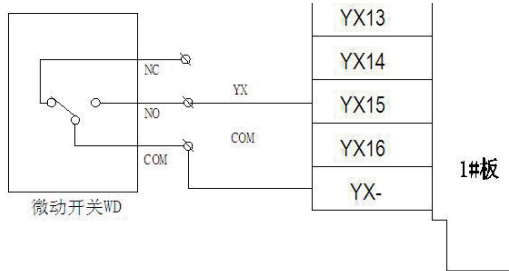 YX13
YX14
YX15
YX16
YX-
NC
NO
COM
YX
COM
微动开关WD
1#板